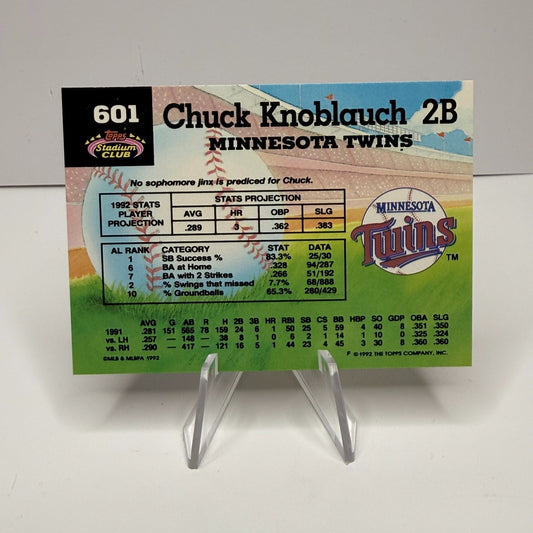 601
Topps
Stadium
CLUB
Chuck Knoblauch 2B
MINNESOTA TWINS
No sophomore jinx is prediced for Chuck.
1992 STATS PLAYER PROJECTION
STATS PROJECTION
AVG HR OBP SLG
.289 3 .362 .383
MINNESOTA
Twins
TM
AL RANK CATEGORY STAT DATA
1 SB Success % 83.3% 25/30
6 BA at Home .328 94/287
7 BA with 2 Strikes .266 51/192
2 % Swings that missed 7.7% 68/888
10 % Groundballs 65.3% 280/429
AVG G AB R H 2B 3B HR RBI SB CS BB HBP SO GDP OBA SLG
1991 .281 151 565 78 159 24 6 1 50 25 5 59 4 40 8 .351 .350
vs. LH .257 — 148 — 38 8 1 0 6 2 1 14 1 10 0 .324 .324
vs. RH .290 — 417 — 121 16 5 1 44 23 4 45 3 30 8 .360 .360
©MLB & MLBPA 1992
F ©1992 THE TOPPS COMPANY, INC.